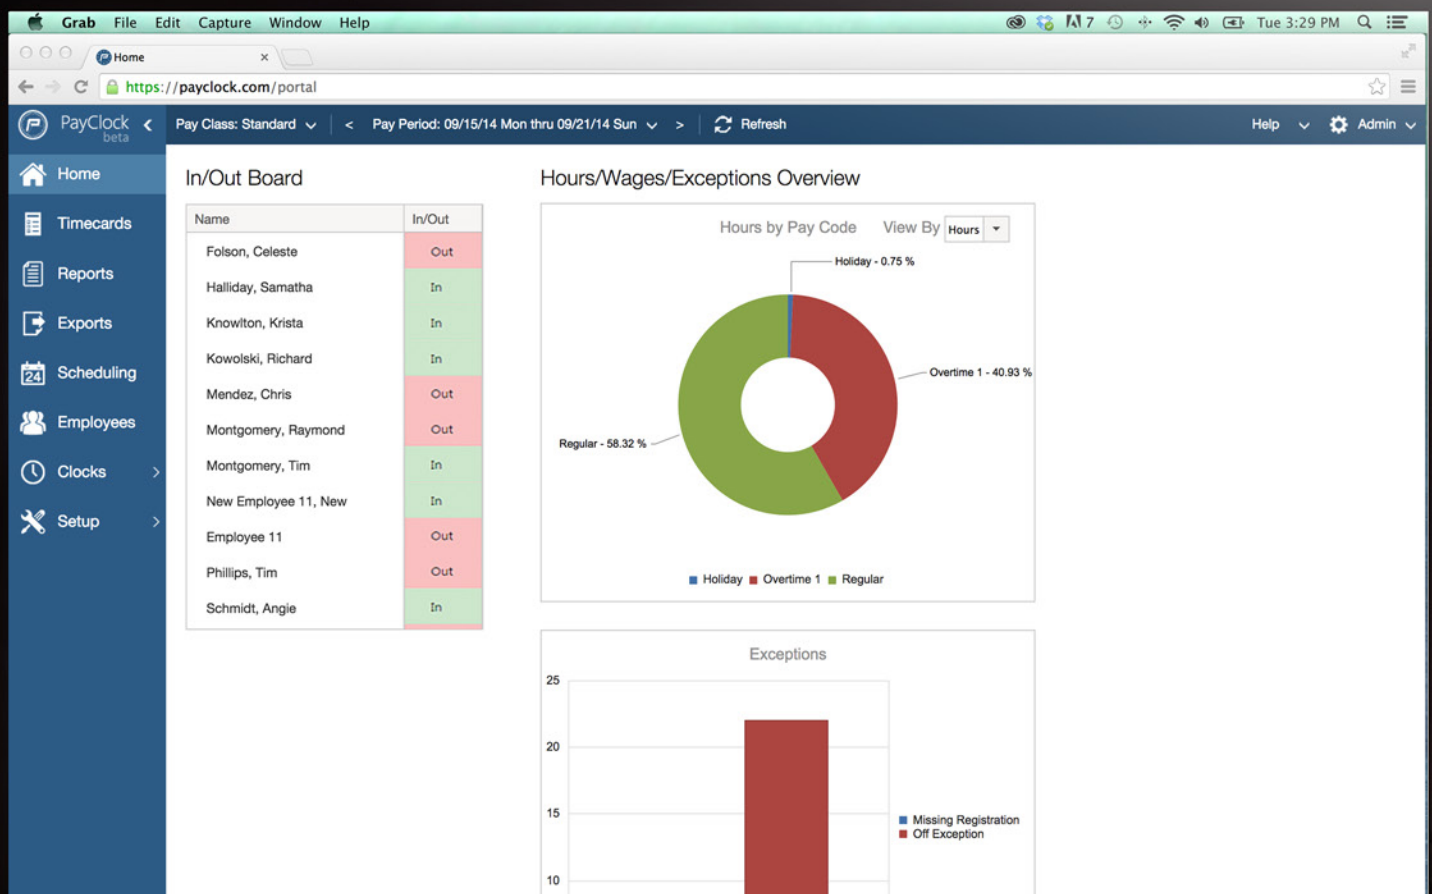 Grab File Edit Capture Window Help 7 Tue 3:29 PM
Home
https://payclock.com/portal
PayClock beta Pay Class: Standard < Pay Period: 09/15/14 Mon thru 09/21/14 Sun > Refresh Help Admin
Home
Timecards
Reports
Exports
24 Scheduling
Employees
Clocks
Setup
In/Out Board
Name In/Out
Folson, Celeste Out
Halliday, Samatha In
Knowlton, Krista In
Kowolski, Richard In
Mendez, Chris Out
Montgomery, Raymond Out
Montgomery, Tim In
New Employee 11, New In
Employee 11 Out
Phillips, Tim Out
Schmidt, Angie In
Hours/Wages/Exceptions Overview
Hours by Pay Code View By Hours
Holiday - 0.75 %
Overtime 1 - 40.93 %
Regular - 58.32 %
Holiday Overtime 1 Regular
Exceptions
25
20
15
10
Missing Registration
Off Exception